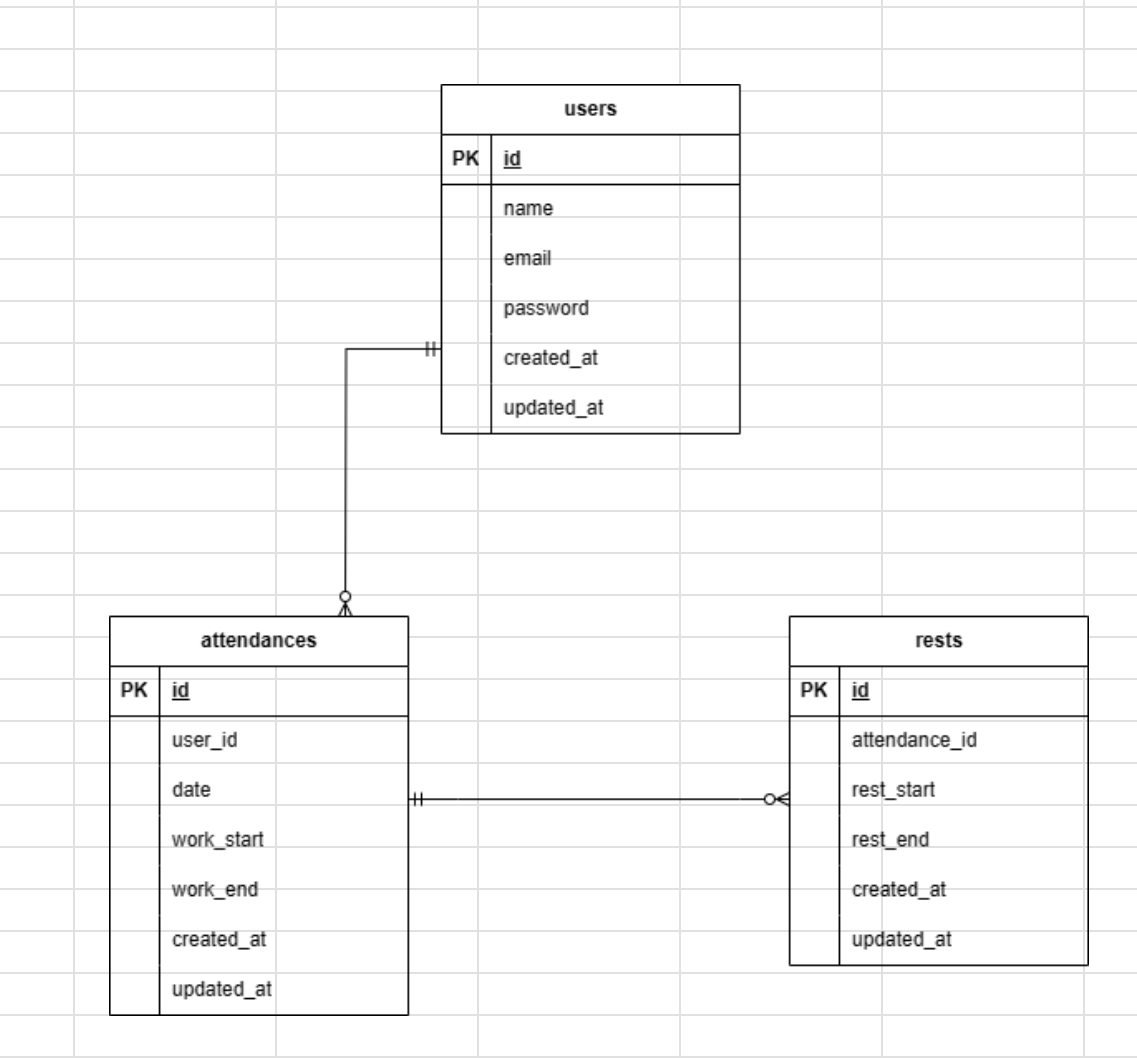 users
PK id
name
email
password
created_at
updated_at
attendances
PK id
user_id
date
work_start
work_end
created_at
updated_at
rests
PK id
attendance_id
rest_start
rest_end
created_at
updated_at